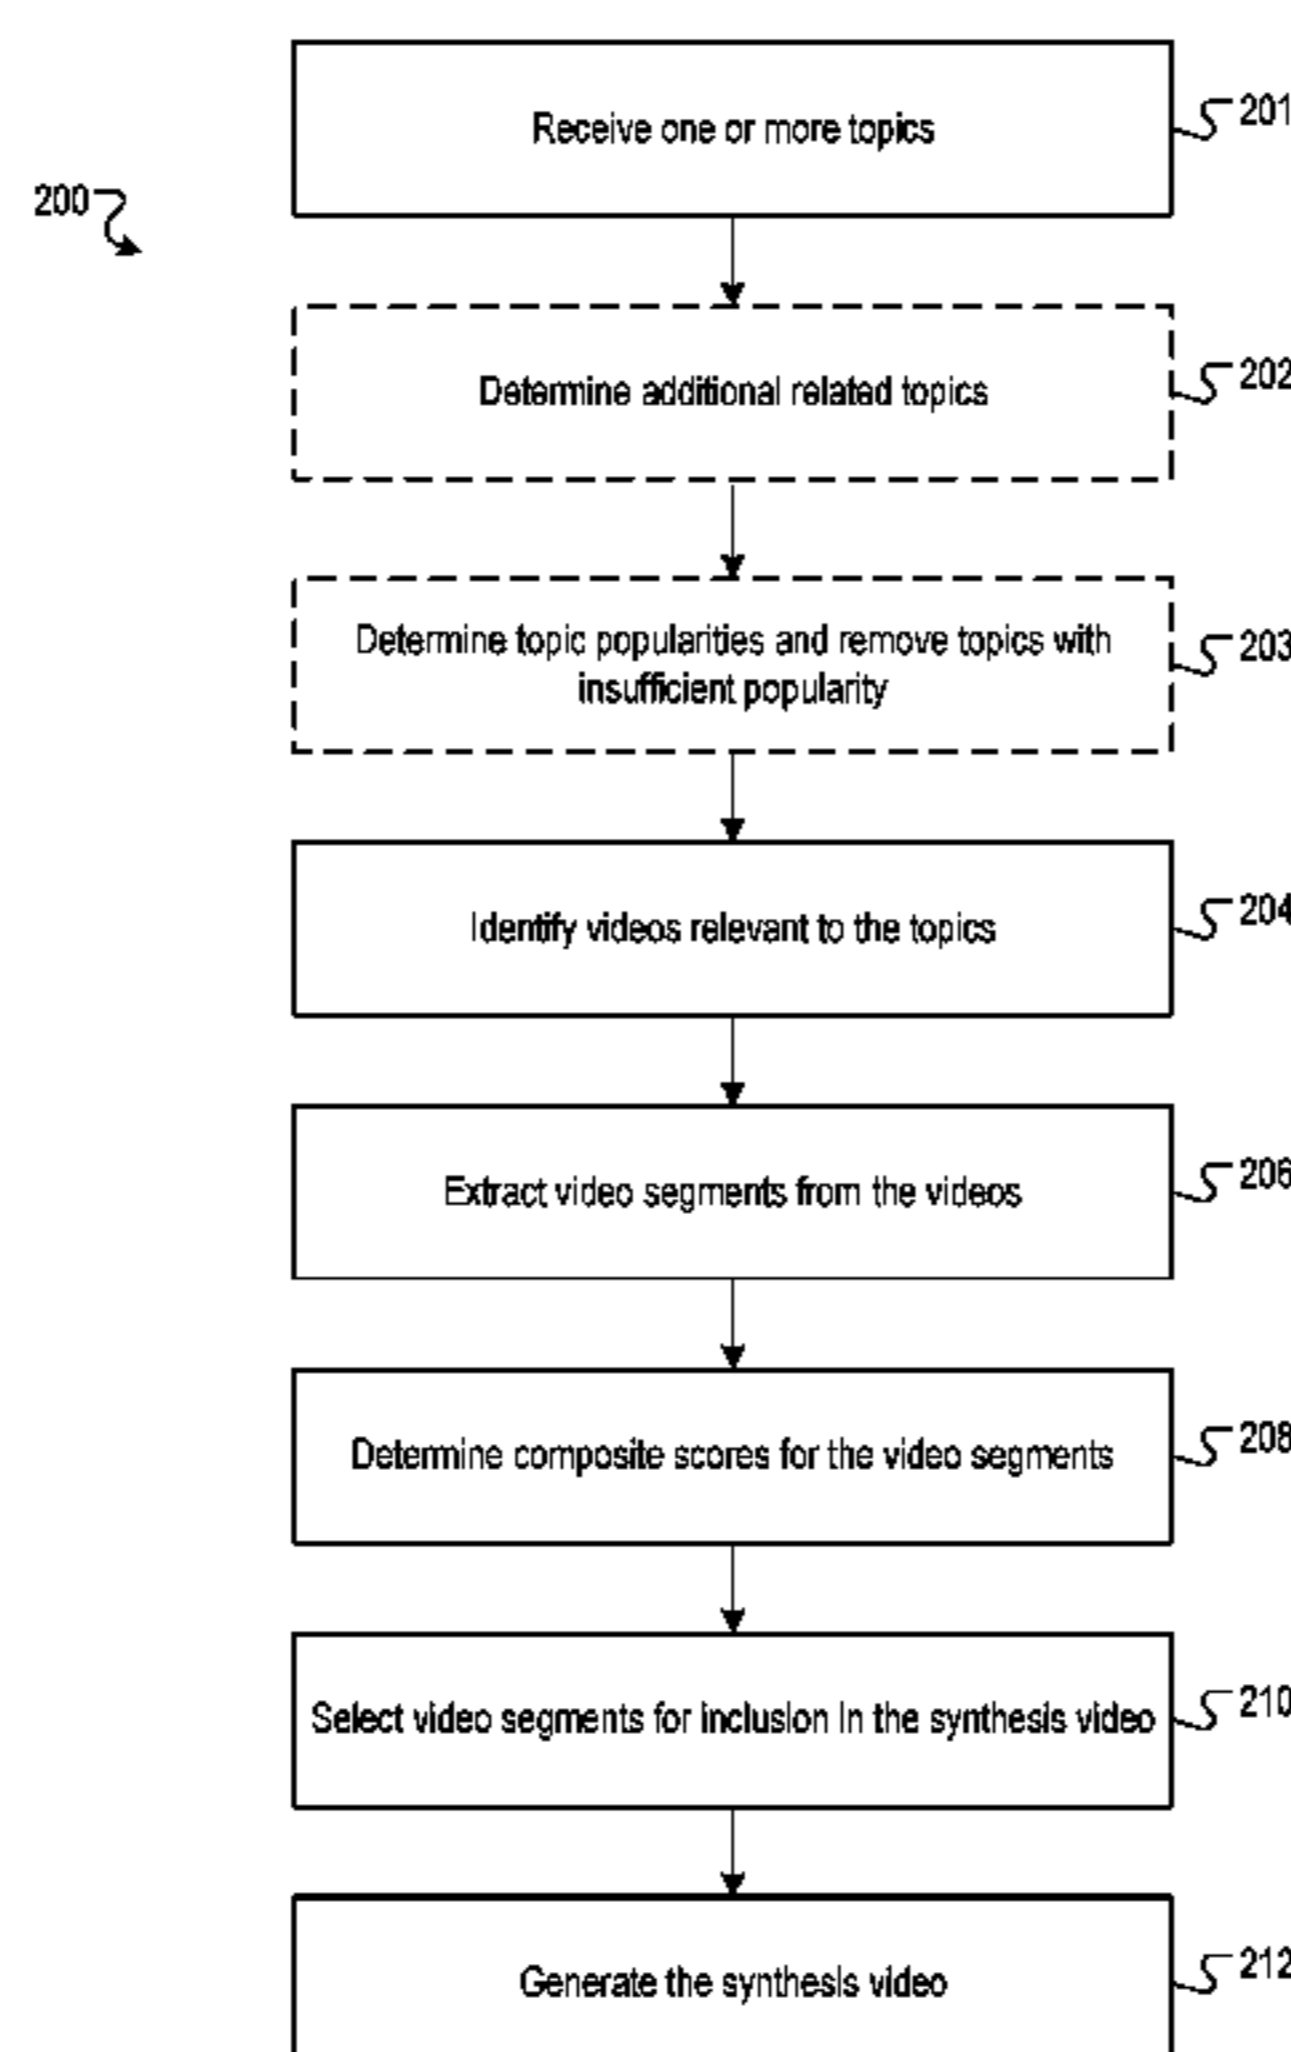 Receive one or more topics
201
200
Determine additional related topics
202
Determine topic popularities and remove topics with
insufficient popularity
203
Identify videos relevant to the topics
204
Extract video segments from the videos
206
Determine composite scores for the video segments
208
Select video segments for inclusion in the synthesis video
210
Generate the synthesis video
212